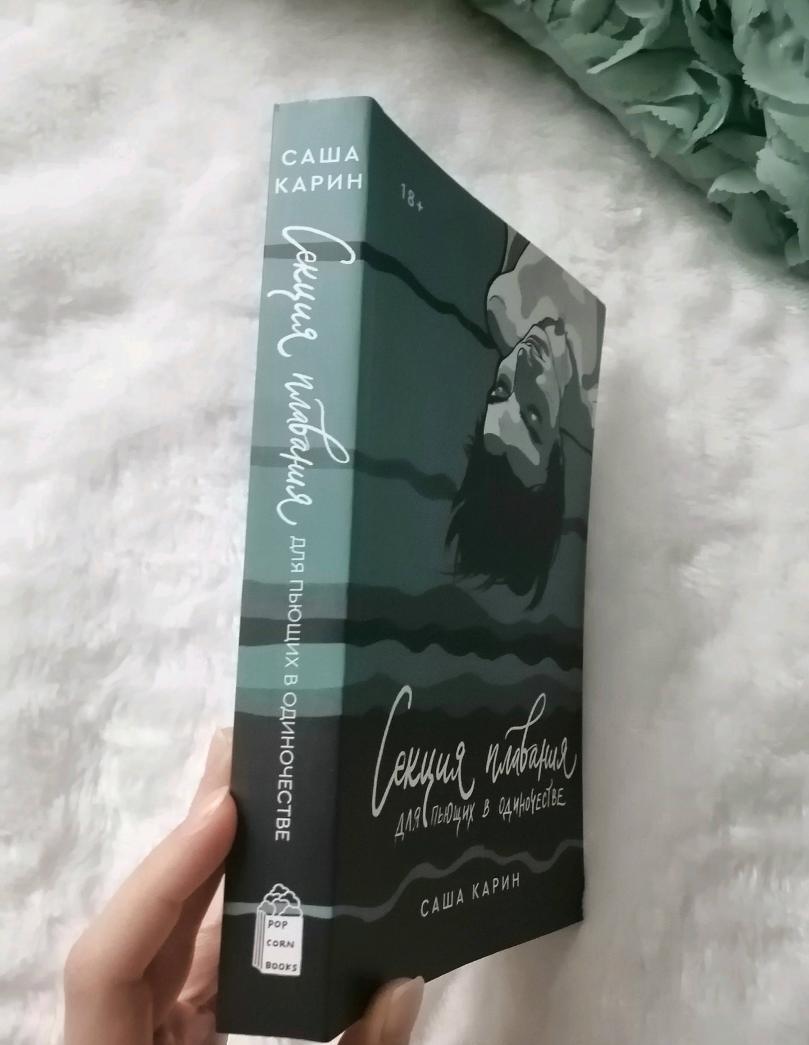 САША
КАРИН
Секция плавания
ДЛЯ ПЬЮЩИХ В ОДИНОЧЕСТВЕ
POP
CORN
BOOKS
18+
Секция плавания
ДЛЯ ПЬЮЩИХ В ОДИНОЧЕСТВЕ
САША КАРИН